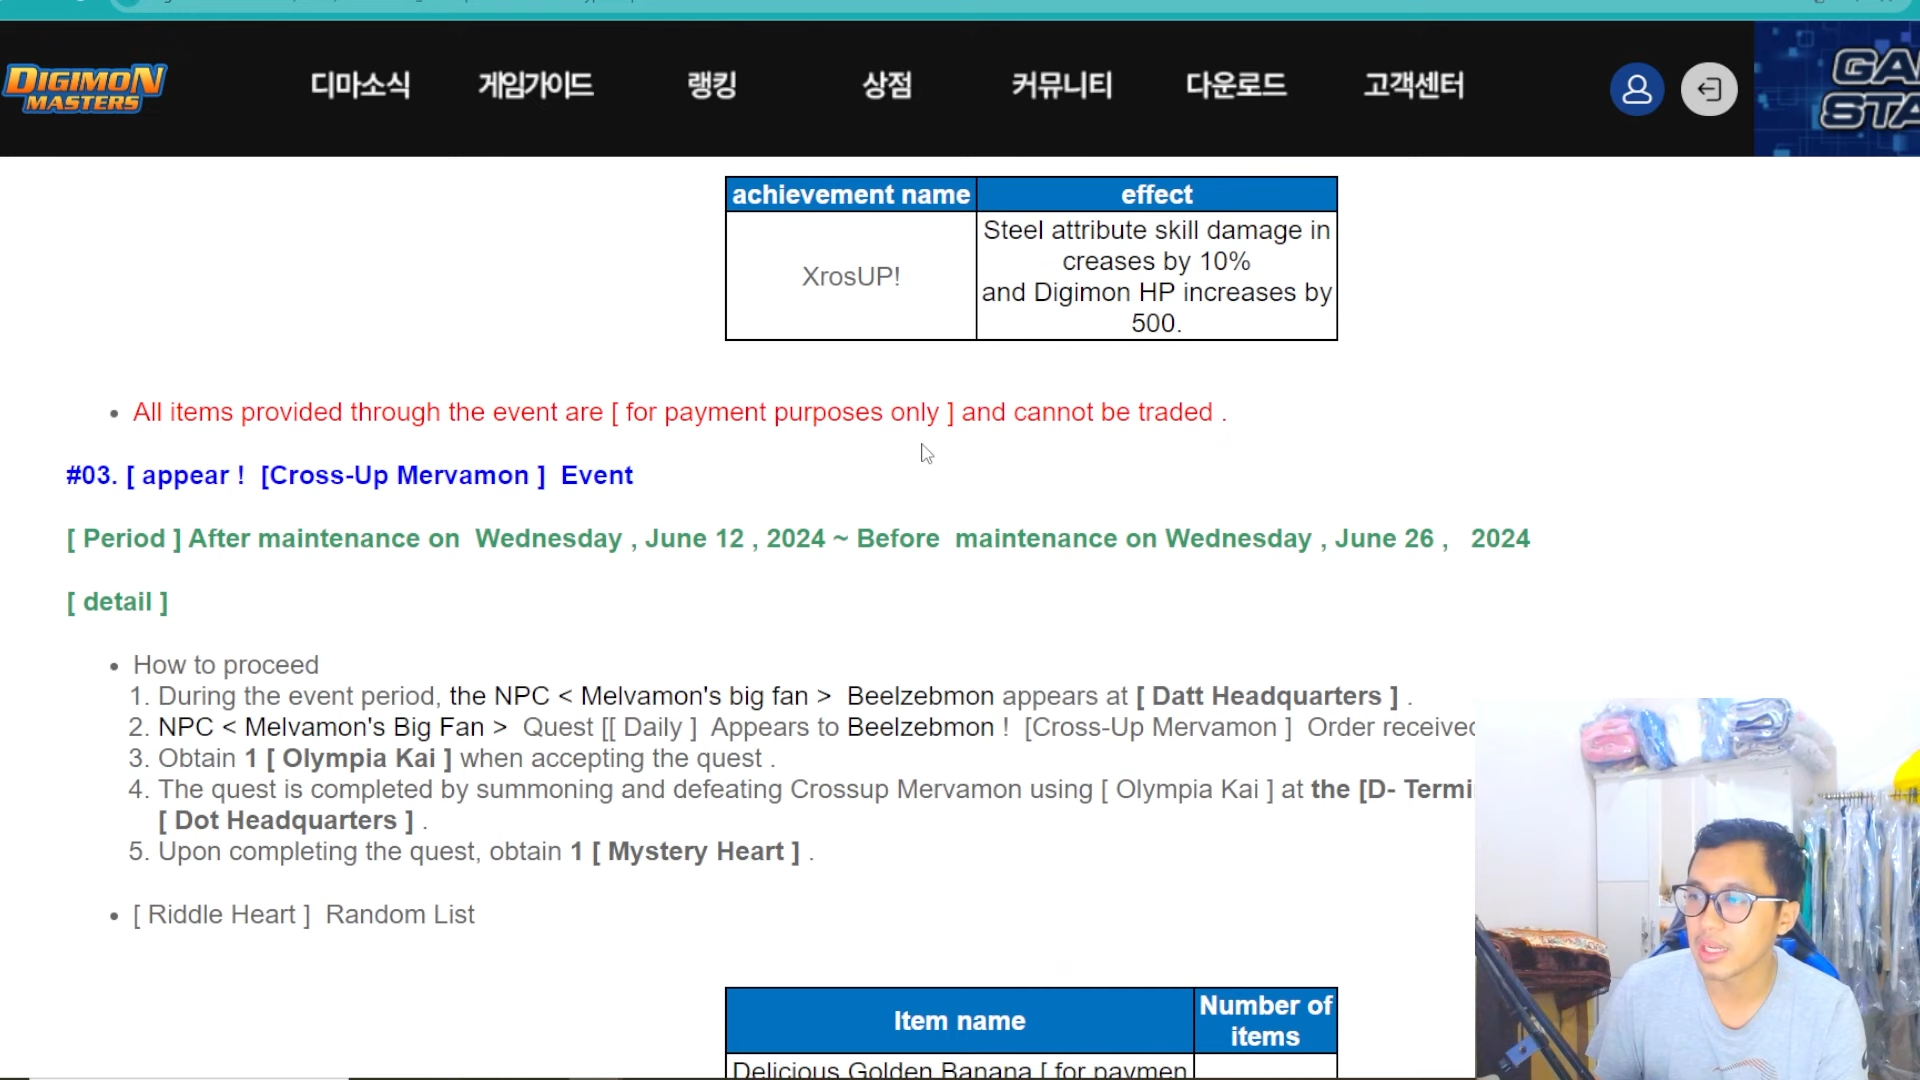 DIGIMON
MASTERS
디마소식 게임가이드 랭킹 상점 커뮤니티 다운로드 고객센터
achievement name effect
XrosUP!
Steel attribute skill damage in
creases by 10%
and Digimon HP increases by
500.
• All items provided through the event are [ for payment purposes only ] and cannot be traded .
#03. [ appear ! [Cross-Up Mervamon ] Event
[ Period ] After maintenance on Wednesday , June 12 , 2024 ~ Before maintenance on Wednesday , June 26 , 2024
[ detail ]
• How to proceed
1. During the event period, the NPC < Melvamon's big fan > Beelzebmon appears at [ Datt Headquarters ] .
2. NPC < Melvamon's Big Fan > Quest [[ Daily ] Appears to Beelzebmon ! [Cross-Up Mervamon ] Order received
3. Obtain 1 [ Olympia Kai ] when accepting the quest .
4. The quest is completed by summoning and defeating Crossup Mervamon using [ Olympia Kai ] at the [D- Termi
[ Dot Headquarters ] .
5. Upon completing the quest, obtain 1 [ Mystery Heart ] .
• [ Riddle Heart ] Random List
Item name
Number of
items
Delicious Golden Banana [ for paymen